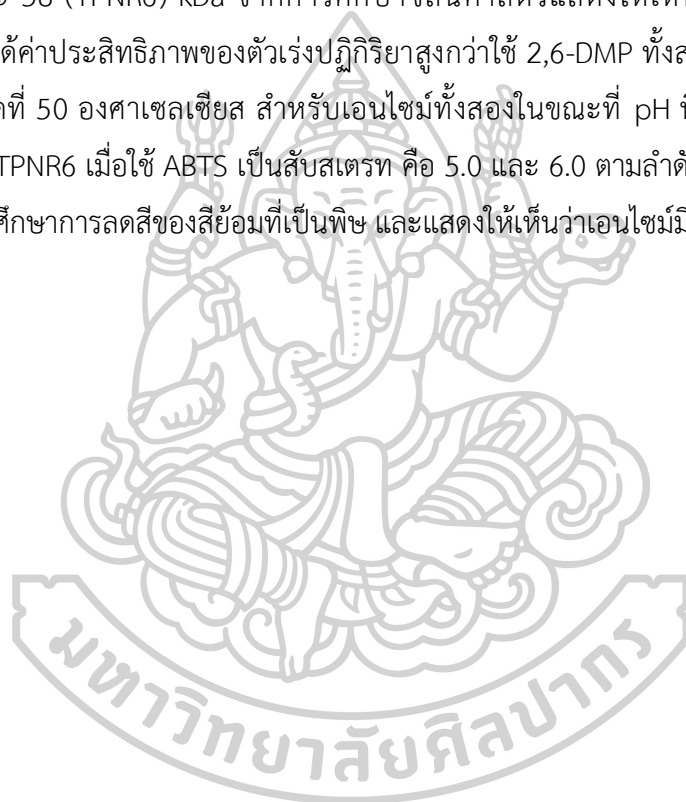 58 (TPNR6) kDa
ได้ค่าประสิทธิภาพของตัวเร่งปฏิกิริยาสูงกว่าใช้ 2,6-DMP ทั้งส
ที่ 50 องศาเซลเซียส สำหรับเอนไซม์ทั้งสองในขณะที่ pH ที
TPNR6 เมื่อใช้ ABTS เป็นสับสเตรท คือ 5.0 และ 6.0 ตามลำดั
ศึกษาการลดสีของสีย้อมที่เป็นพิษ และแสดงให้เห็นว่าเอนไซม์มี
มหาวิทยาลัยศิลปากร